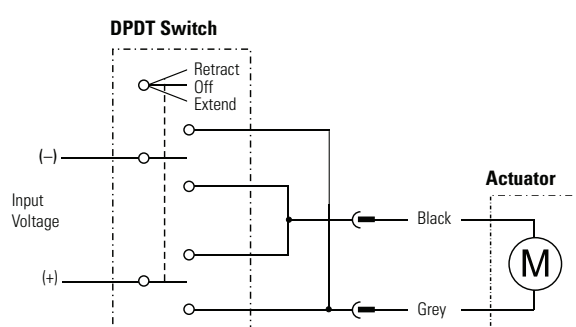 DPDT Switch
Retract
Off
Extend
(–)
Input
Voltage
(+)
Black
Grey
Actuator
M